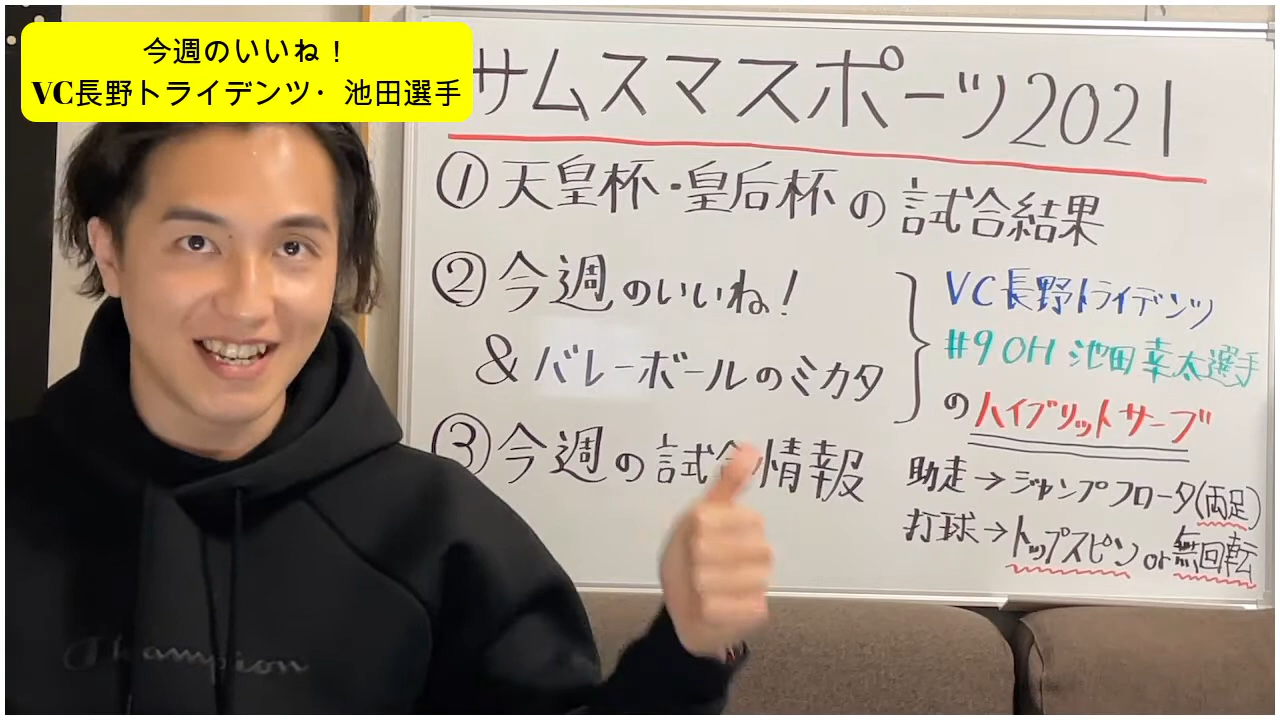 今週のいいね！
VC長野トライデンツ・池田選手
サムスマスポーツ2021
①天皇杯・皇后杯の試合結果
②今週のいいね！
&バレーボールのミカタ
VC長野トライデンツ
#9 OH 池田幸太選手
のハイブリットサーブ
③今週の試合情報
助走→ジャンプフロータ(両足)
打球→トップスピン or 無回転
Champion